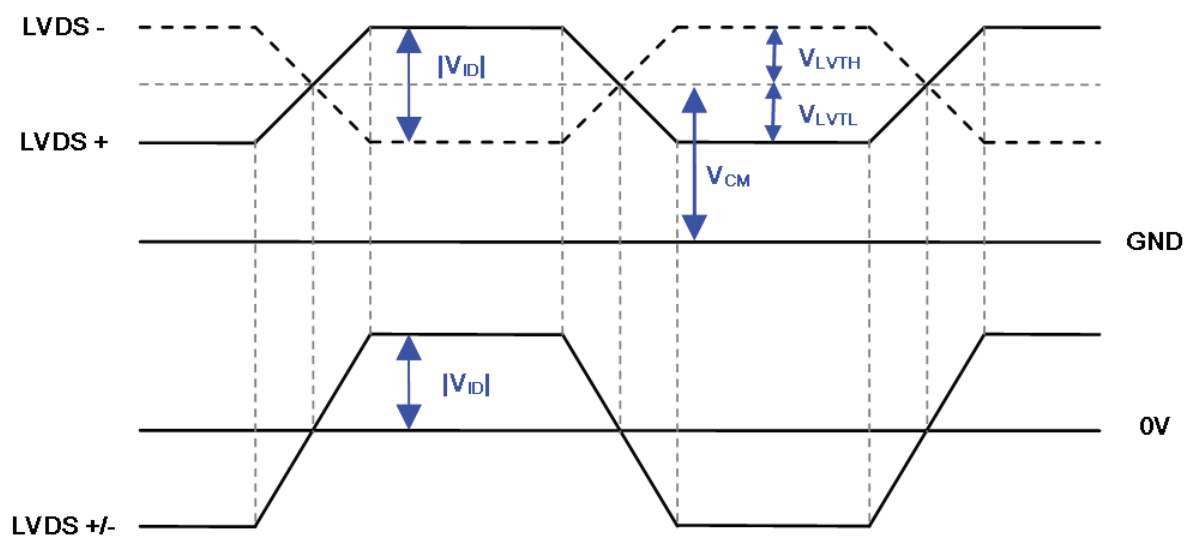 LVDS -
|VID|
VLVTH
LVDS +
VLVTL
VCM
GND
|VID|
0V
LVDS +/-